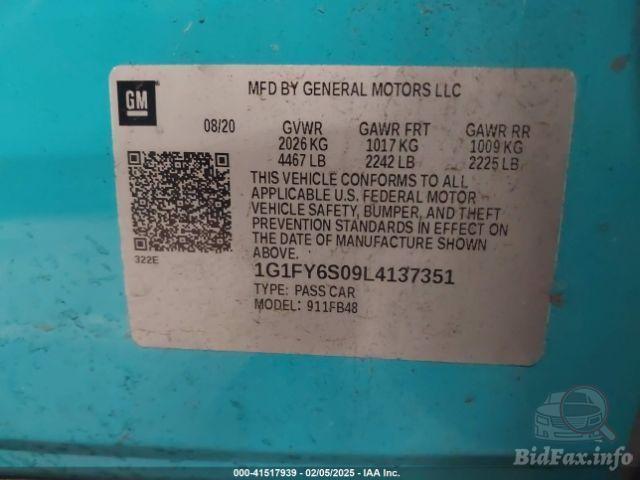 GM
MFD BY GENERAL MOTORS LLC
08/20 GVWR GAWR FRT GAWR RR
2026 KG 1017 KG 1009 KG
4467 LB 2242 LB 2225 LB
THIS VEHICLE CONFORMS TO ALL
APPLICABLE U.S. FEDERAL MOTOR
VEHICLE SAFETY, BUMPER, AND THEFT
PREVENTION STANDARDS IN EFFECT ON
THE DATE OF MANUFACTURE SHOWN
ABOVE.
322E
1G1FY6S09L4137351
TYPE: PASS CAR
MODEL: 911FB48
BidFax.info
000-41517939 - 02/05/2025 - IAA Inc.